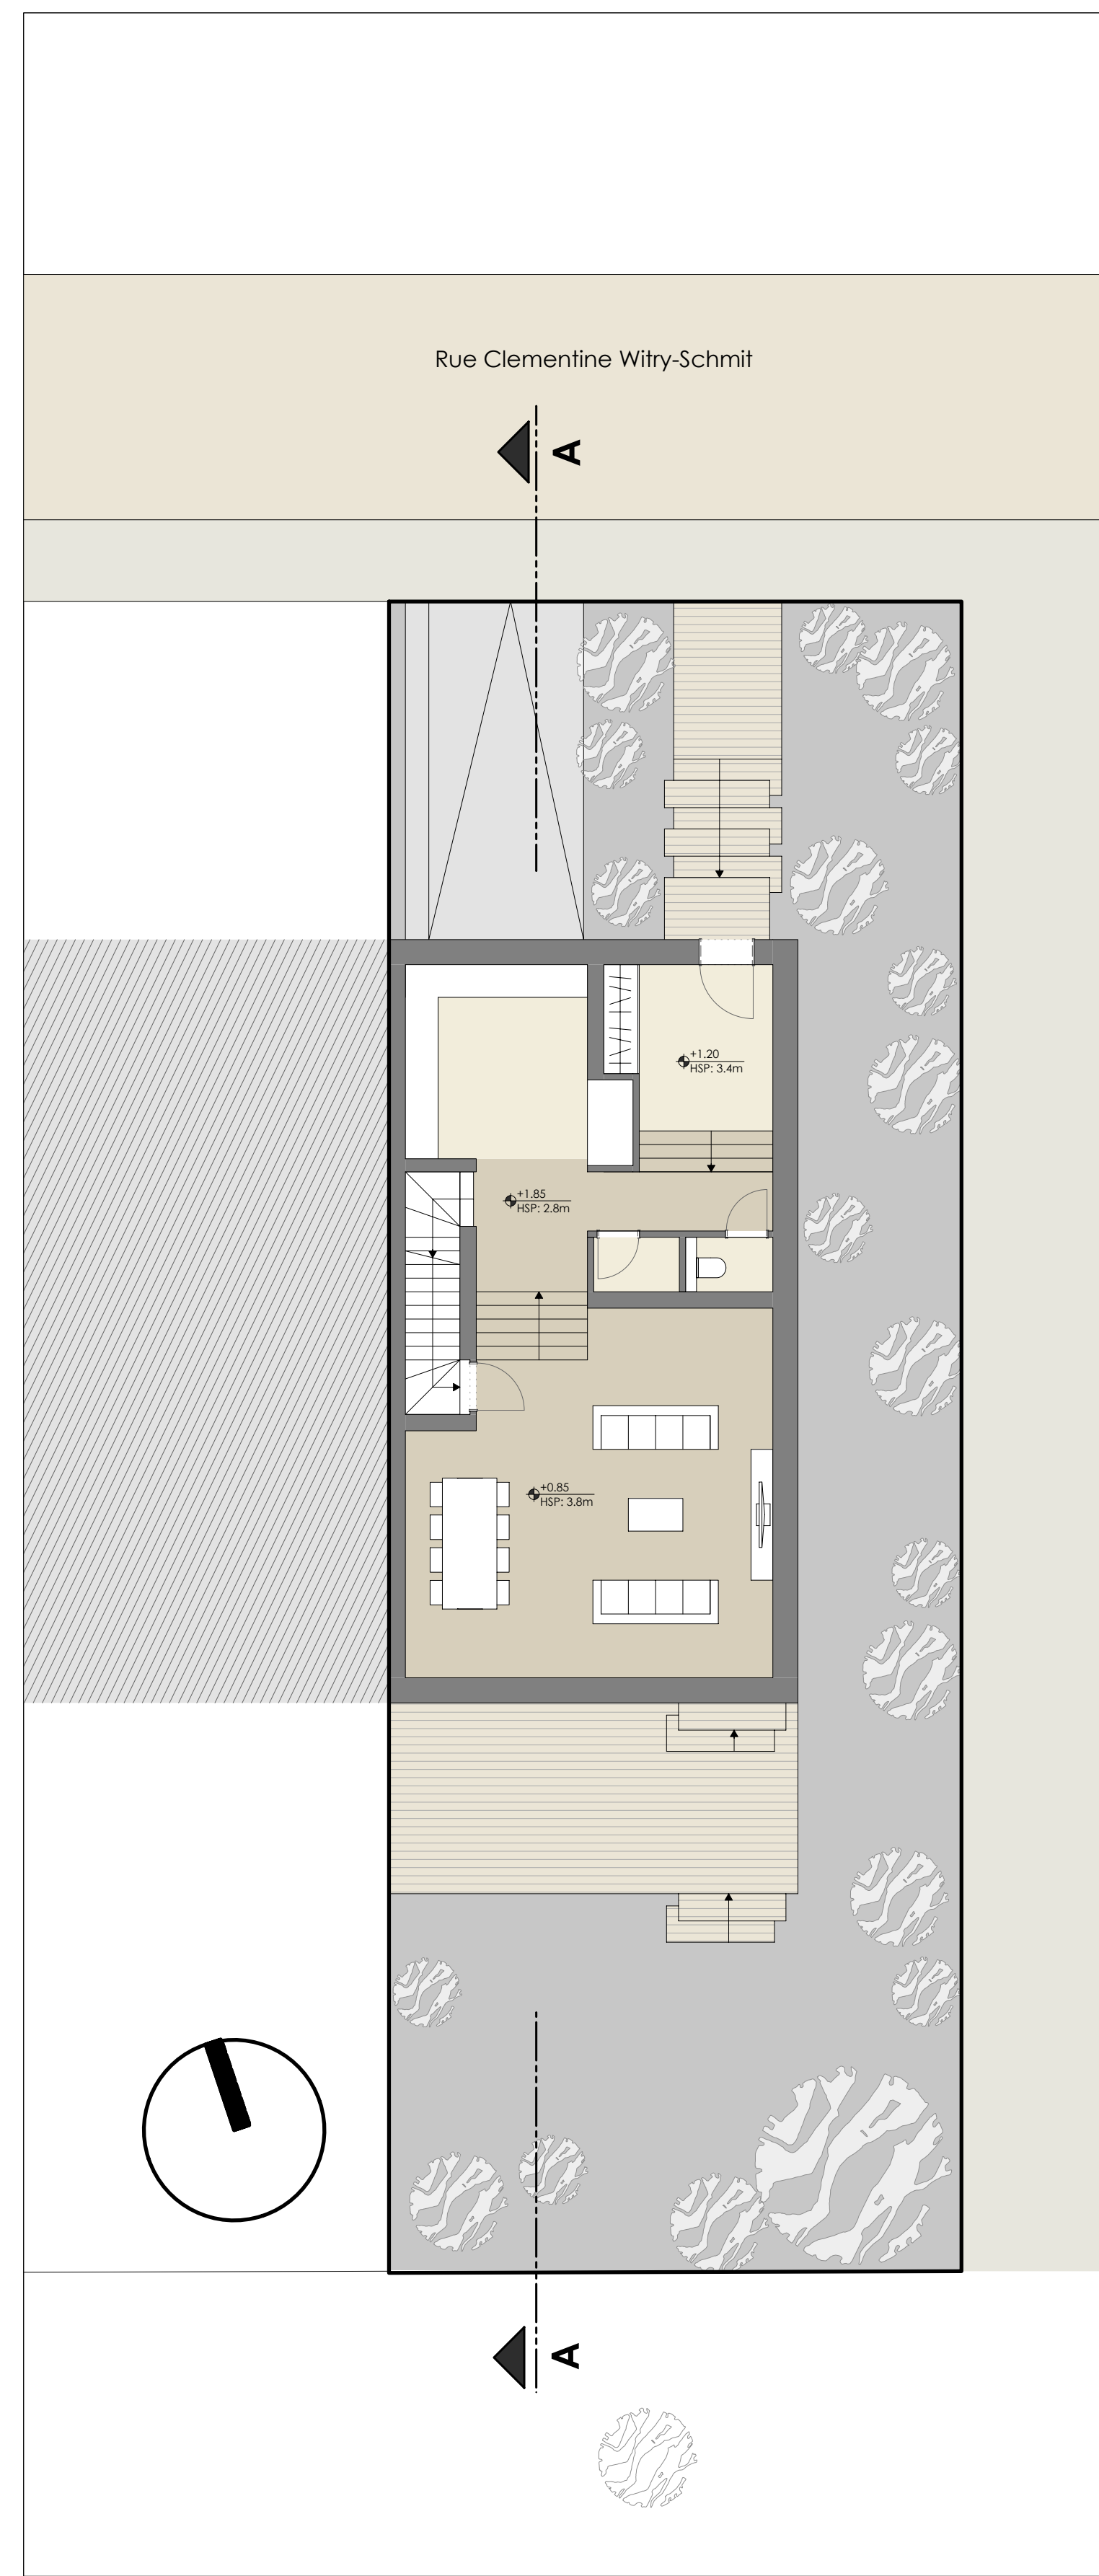 Rue Clementine Witry-Schmit
A
+1.20
HSP: 3.4m
+1.85
HSP: 2.8m
+0.85
HSP: 3.8m
A